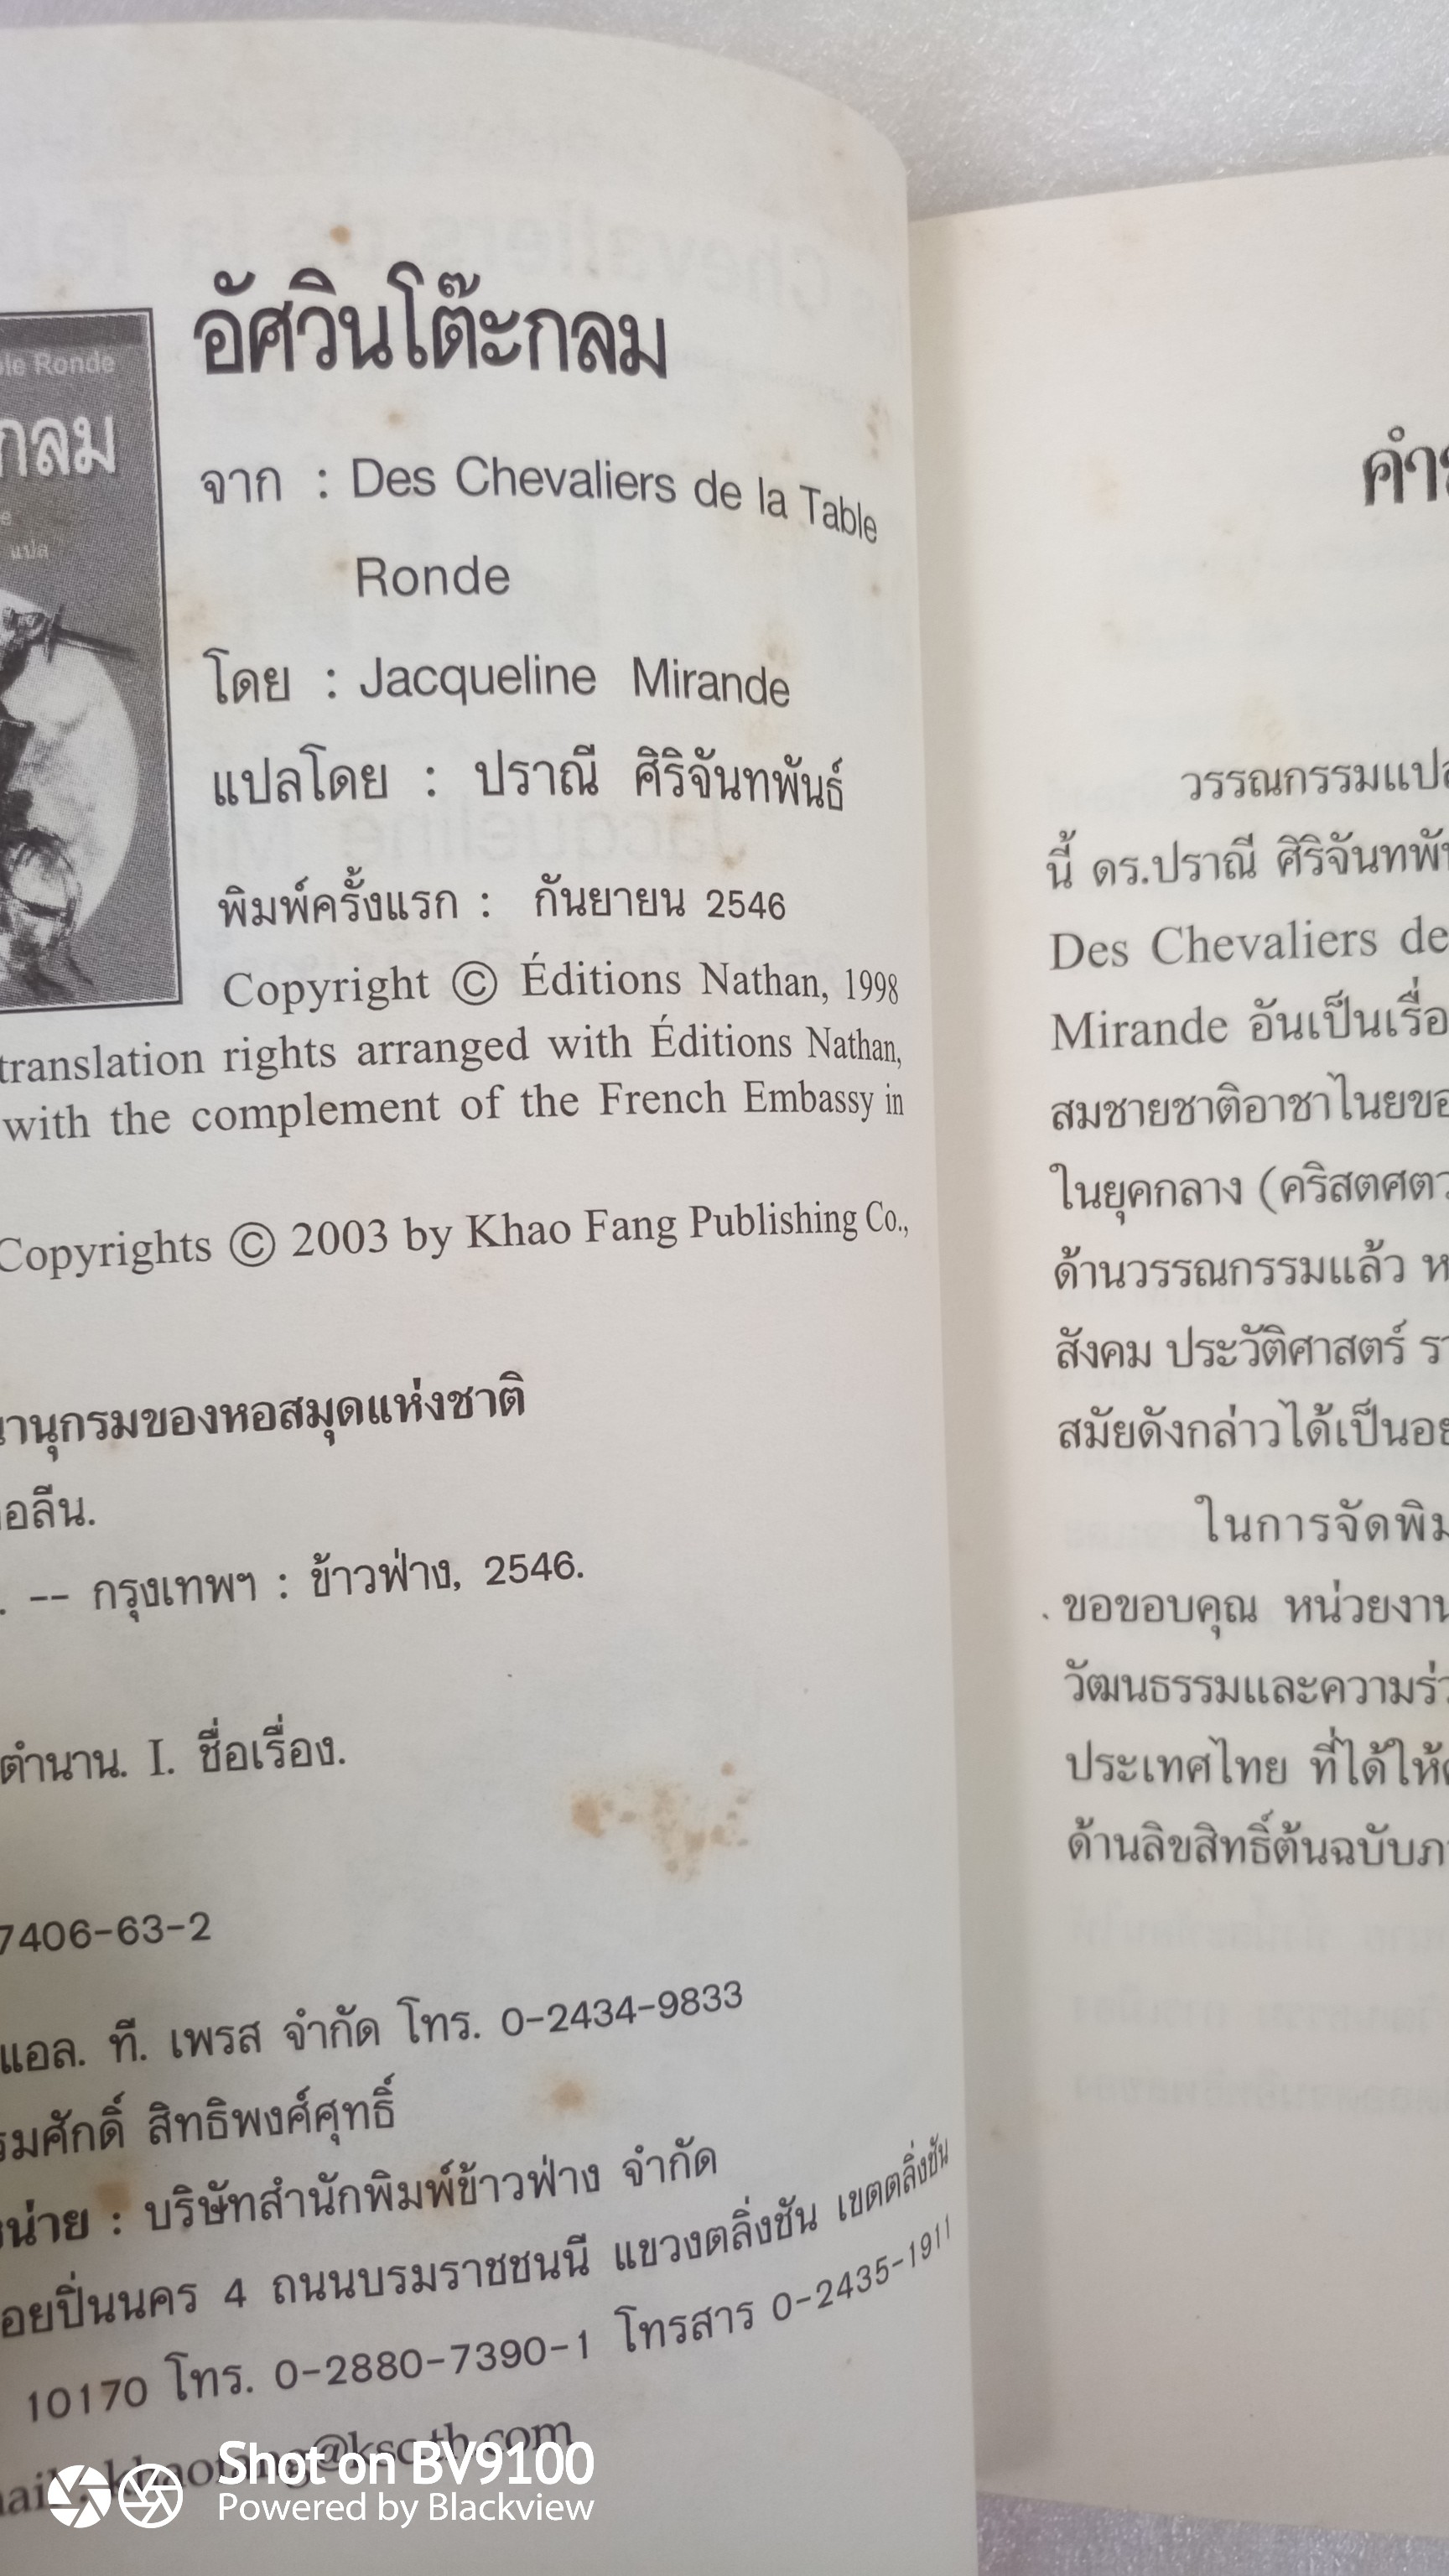 ble Ronde
กลม
แปล
อัศวินโต๊ะกลม
จาก : Des Chevaliers de la Table
Ronde
โดย : Jacqueline Mirande
แปลโดย : ปราณี ศิริจันทพันธ์
พิมพ์ครั้งแรก : กันยายน 2546
Copyright © Éditions Nathan, 1998
translation rights arranged with Éditions Nathan,
with the complement of the French Embassy in
Copyrights © 2003 by Khao Fang Publishing Co.,
านุกรมของหอสมุดแห่งชาติ
อลีน.
. -- กรุงเทพฯ : ข้าวฟ่าง, 2546.
ตำนาน. I. ชื่อเรื่อง.
7406-63-2
แอล. ที. เพรส จำกัด โทร. 0-2434-9833
รมศักดิ์ สิทธิพงศ์ศุทธิ์
หน่าย : บริษัทสำนักพิมพ์ข้าวฟ่าง จำกัด
อยปิ่นนคร 4 ถนนบรมราชชนนี แขวงตลิ่งชัน เขตตลิ่งชัน
10170 โทร. 0-2880-7390-1 โทรสาร 0-2435-1911
คำ
วรรณกรรมแปล
นี้ ดร.ปราณี ศิริจันทพัน
Des Chevaliers de
Mirande อันเป็นเรื่อ
สมชายชาติอาชาไนยขอ
ในยุคกลาง (คริสตศตว
ด้านวรรณกรรมแล้ว ห
สังคม ประวัติศาสตร์ รา
สมัยดังกล่าวได้เป็นอย
ในการจัดพิม
ขอขอบคุณ หน่วยงาน
วัฒนธรรมและความร่ว
ประเทศไทย ที่ได้ให้ค
ด้านลิขสิทธิ์ต้นฉบับภา
Shot on BV9100
Powered by Blackview